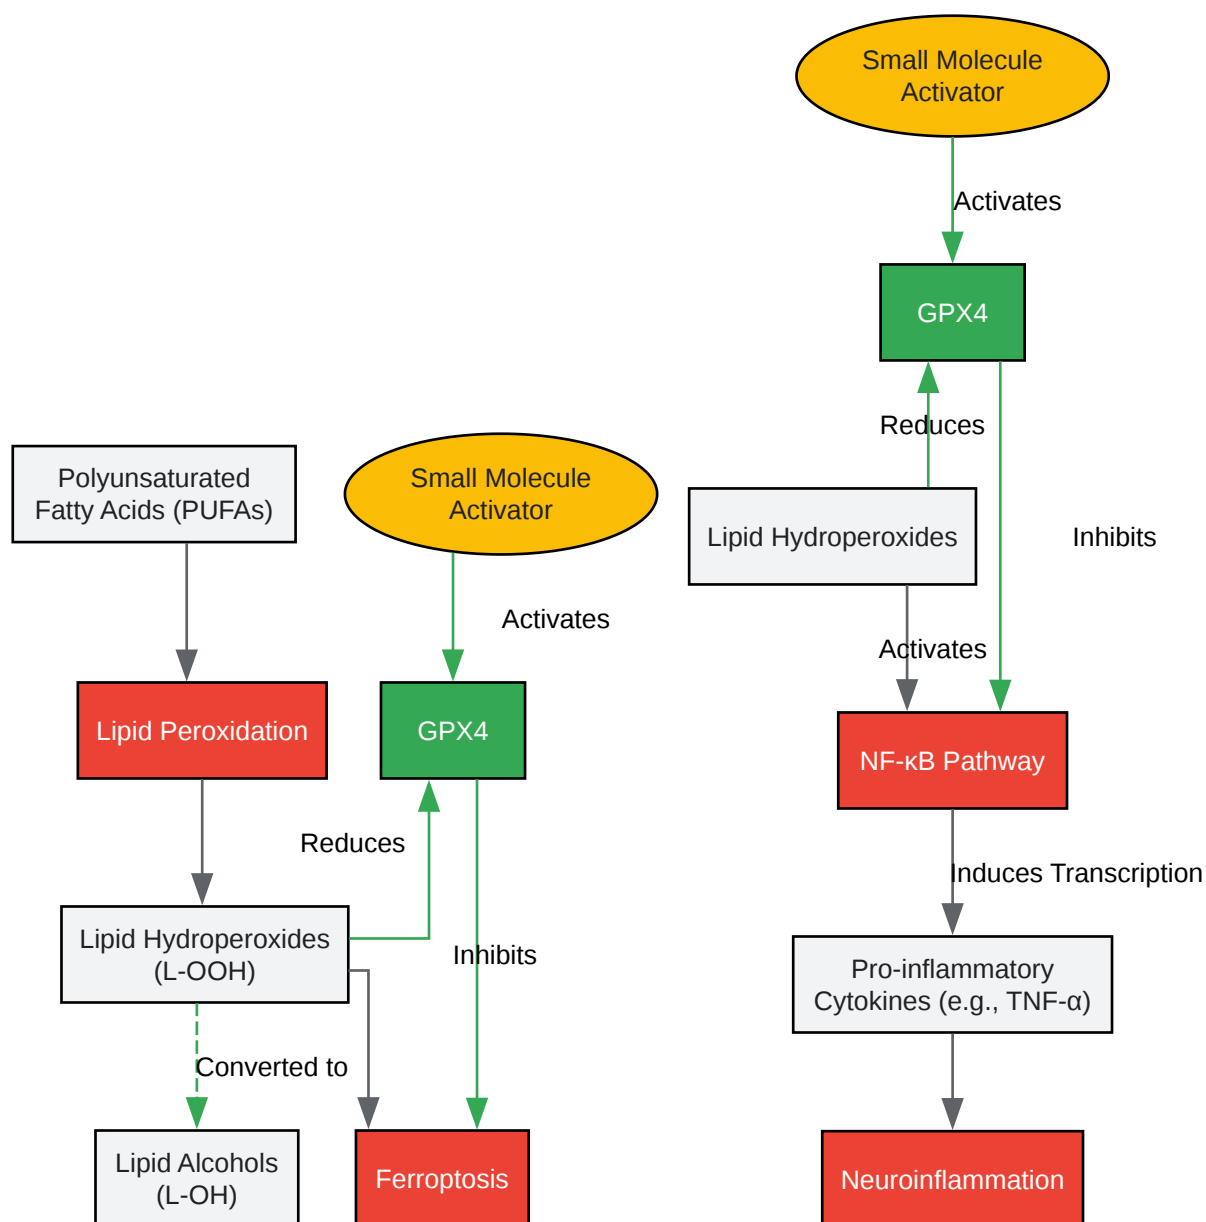 Small Molecule
Activator
Activates
GPX4
Reduces
Lipid Hydroperoxides
Inhibits
Activates
NF-κB Pathway
Induces Transcription
Pro-inflammatory
Cytokines (e.g., TNF-α)
Neuroinflammation
Polyunsaturated
Fatty Acids (PUFAs)
Small Molecule
Activator
Activates
Lipid Peroxidation
GPX4
Reduces
Lipid Hydroperoxides
(L-OOH)
Inhibits
Converted to
Lipid Alcohols
(L-OH)
Ferroptosis